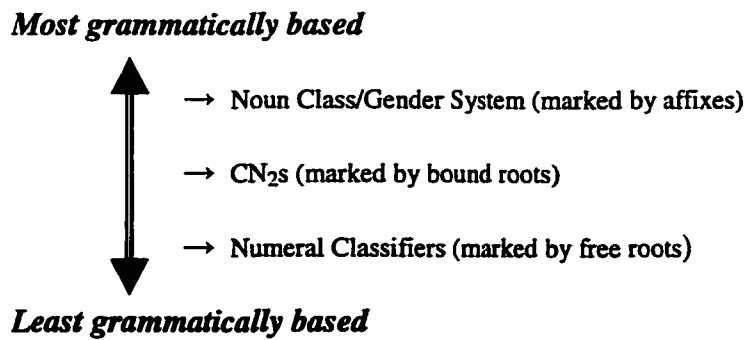 Most grammatically based
→ Noun Class/Gender System (marked by affixes)
→ CN₂s (marked by bound roots)
→ Numeral Classifiers (marked by free roots)
Least grammatically based